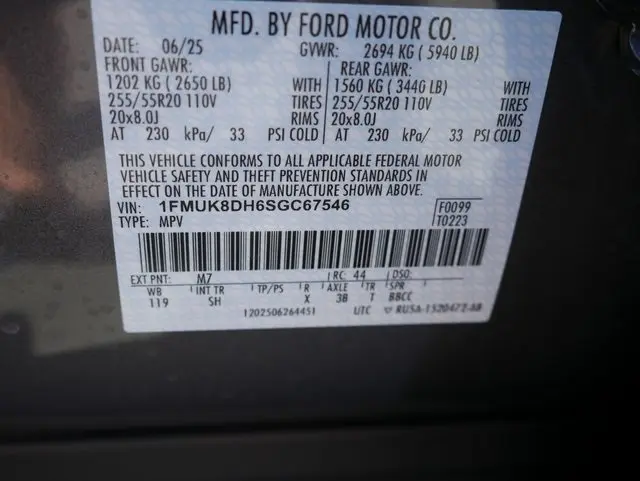 MFD. BY FORD MOTOR CO.
DATE: 06/25 GVWR: 2694 KG ( 5940 LB)
FRONT GAWR: REAR GAWR:
1202 KG ( 2650 LB) WITH 1560 KG ( 3440 LB) WITH
255/55R20 110V TIRES 255/55R20 110V TIRES
20x8.0J RIMS 20x8.0J RIMS
AT 230 kPa/ 33 PSI COLD AT 230 kPa/ 33 PSI COLD
THIS VEHICLE CONFORMS TO ALL APPLICABLE FEDERAL MOTOR
VEHICLE SAFETY AND THEFT PREVENTION STANDARDS IN
EFFECT ON THE DATE OF MANUFACTURE SHOWN ABOVE.
VIN: 1FMUK8DH6SGC67546 F0099
TYPE: MPV T0223
EXT PNT: M7 RC: 44 DSO:
WB INT TR TP/PS R AXLE TR SPR
119 SH X 3B T BBCC
1202506264451 UTC RU5A-1520472-AB